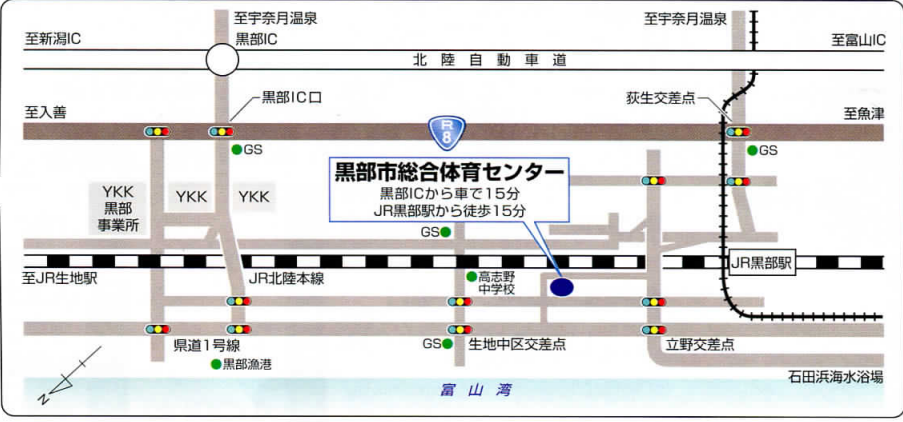 至宇奈月温泉
至宇奈月温泉
至新潟IC
黒部IC
至富山IC
北陸自動車道
黒部IC口
荻生交差点
至入善
至魚津
R
8
GS
GS
黒部市総合体育センター
黒部ICから車で15分
JR黒部駅から徒歩15分
YKK
黒部
事業所
YKK
YKK
GS
JR黒部駅
至JR生地駅
JR北陸本線
高志野
中学校
県道1号線
GS
生地中区交差点
立野交差点
黒部漁港
石田浜海水浴場
富山湾
N